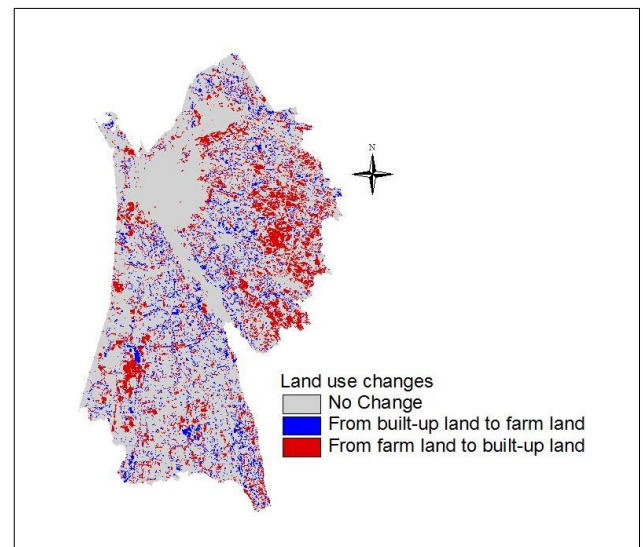 N
Land use changes
No Change
From built-up land to farm land
From farm land to built-up land